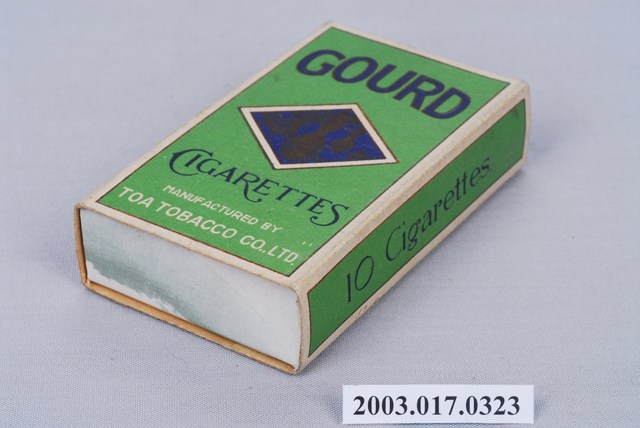 GOURD
CIGARETTES
MANUFACTURED BY
TOA TOBACCO CO., LTD.
10 Cigarettes
2003.017.0323